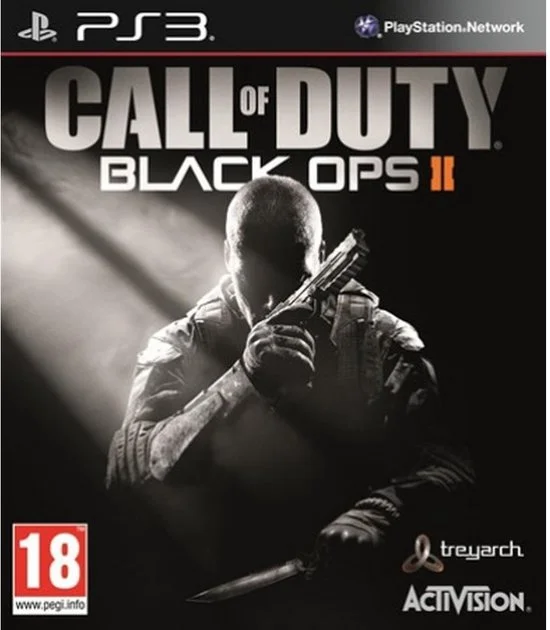 PS3
PlayStation®Network
CALL OF DUTY®
BLACK OPS II
18
www.pegi.info
treyarch
ACTIVISION®